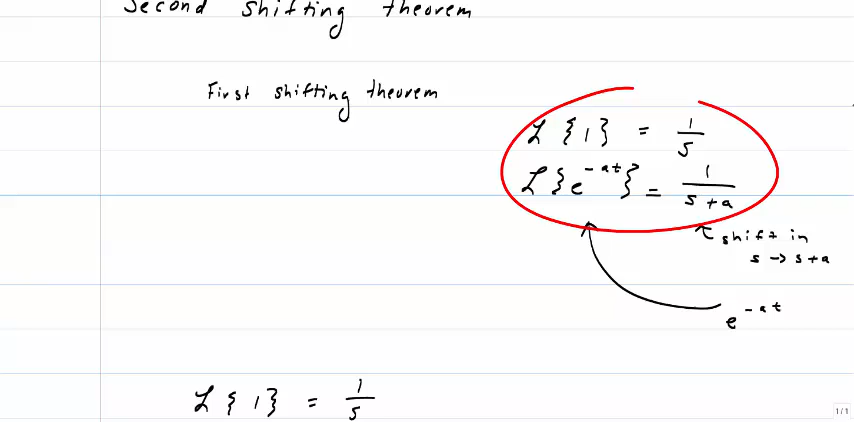 Second shifting theorem
First shifting theorem
ℒ{1} = 1/s
ℒ{e^-at} = 1/(s+a)
shift in
s → s+a
e^-at
ℒ{1} = 1/s
1/1